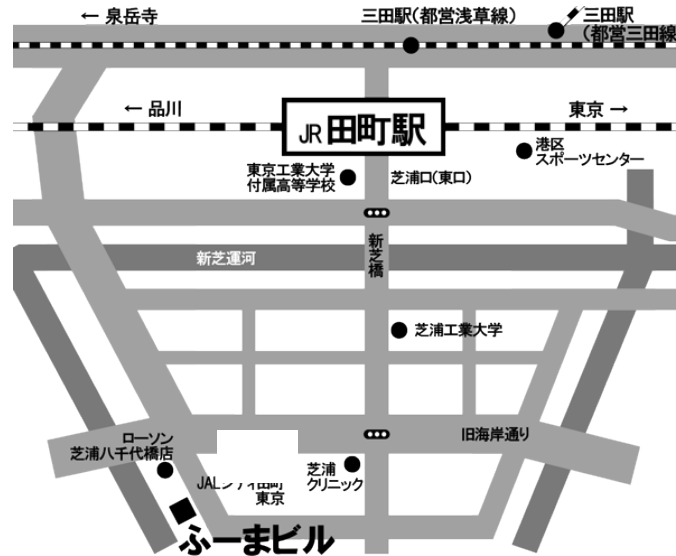 ← 泉岳寺
三田駅(都営浅草線)
三田駅
(都営三田線
← 品川
東京 →
JR 田町駅
港区
スポーツセンター
東京工業大学
付属高等学校
芝浦口(東口)
新芝橋
新芝運河
芝浦工業大学
旧海岸通り
ローソン
芝浦八千代橋店
芝浦
クリニック
田町
東京
ふーまビル